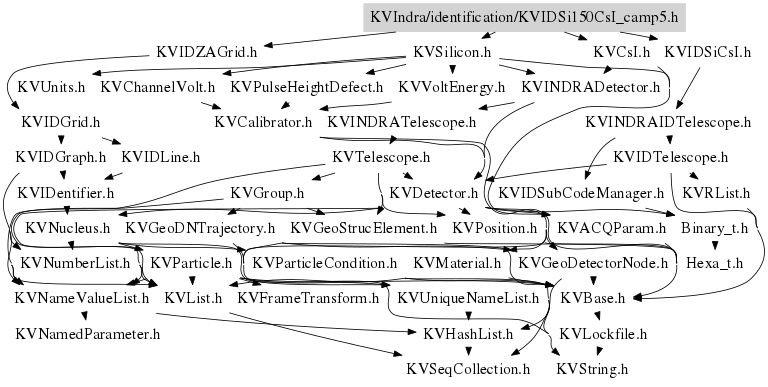 KVIndra/identification/KVIDSi150CsI_camp5.h
KVIDZAGrid.h KVSilicon.h KVCsI.h KVIDSiCsI.h
KVUnits.h KVChannelVolt.h KVPulseHeightDefect.h KVVoltEnergy.h KVINDRADetector.h
KVIDGrid.h KVCalibrator.h KVINDRATelescope.h KVINDRAIDTelescope.h
KVIDGraph.h KVIDLine.h KVTelescope.h KVIDTelescope.h
KVIDentifier.h KVGroup.h KVDetector.h KVIDSubCodeManager.h KVRList.h
KVNucleus.h KVGeoDNTrajectory.h KVGeoStrucElement.h KVPosition.h KVACQParam.h Binary_t.h
KVNumberList.h KVParticle.h KVParticleCondition.h KVMaterial.h KVGeoDetectorNode.h Hexa_t.h
KVNameValueList.h KVList.h KVFrameTransform.h KVUniqueNameList.h KVBase.h
KVNamedParameter.h KVHashList.h KVLockfile.h
KVSeqCollection.h KVString.h